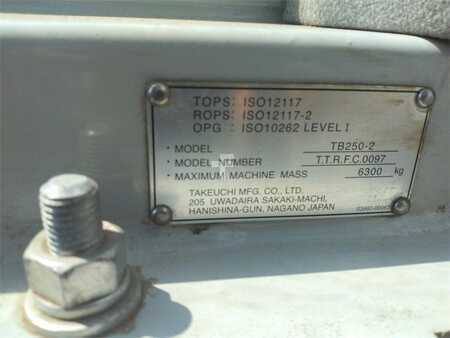 TOPS: ISO12117
ROPS: ISO12117-2
OPG : ISO10262 LEVEL I
· MODEL TB250-2
· MODEL NUMBER T.T.R.F.C.0097
· MAXIMUM MACHINE MASS 6300 kg
TAKEUCHI MFG. CO., LTD.
205 UWADAIRA SAKAKI-MACHI,
HANISHINA-GUN, NAGANO JAPAN